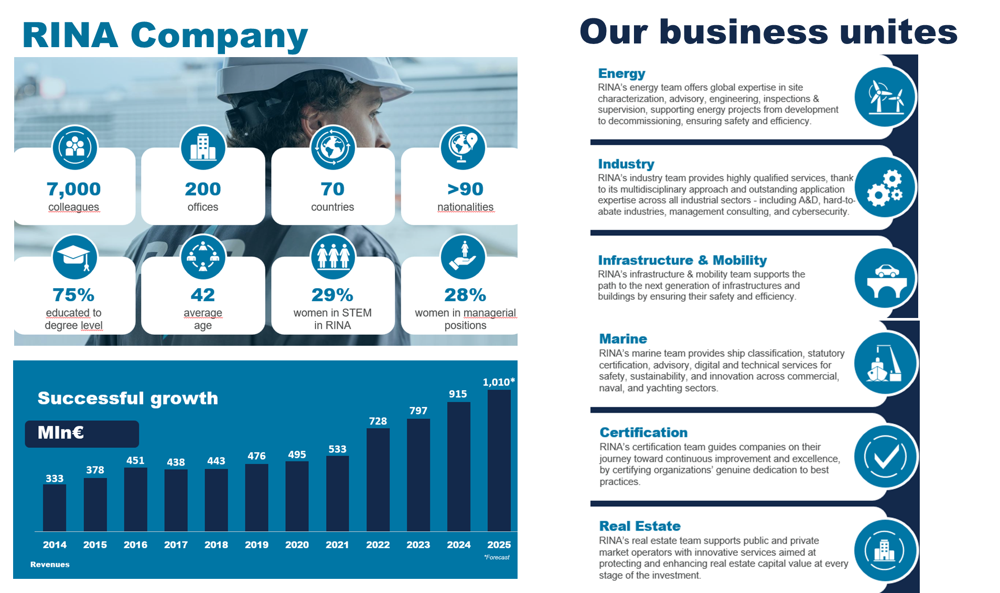 RINA Company
7,000
colleagues
200
offices
70
countries
>90
nationalities
75%
educated to
degree level
42
average
age
29%
women in STEM
in RINA
28%
women in managerial
positions
Successful growth
Mln€
333
378
451
438
443
476
495
533
728
797
915
1,010*
2014
2015
2016
2017
2018
2019
2020
2021
2022
2023
2024
2025
*Forecast
Revenues
Our business unites
Energy
RINA's energy team offers global expertise in site
characterization, advisory, engineering, inspections &
supervision, supporting energy projects from development
to decommissioning, ensuring safety and efficiency.
Industry
RINA's industry team provides highly qualified services, thank
to its multidisciplinary approach and outstanding application
expertise across all industrial sectors - including A&D, hard-to-
abate industries, management consulting, and cybersecurity.
Infrastructure & Mobility
RINA's infrastructure & mobility team supports the
path to the next generation of infrastructures and
buildings by ensuring their safety and efficiency.
Marine
RINA's marine team provides ship classification, statutory
certification, advisory, digital and technical services for
safety, sustainability, and innovation across commercial,
naval, and yachting sectors.
Certification
RINA's certification team guides companies on their
journey toward continuous improvement and excellence,
by certifying organizations' genuine dedication to best
practices.
Real Estate
RINA's real estate team supports public and private
market operators with innovative services aimed at
protecting and enhancing real estate capital value at every
stage of the investment.